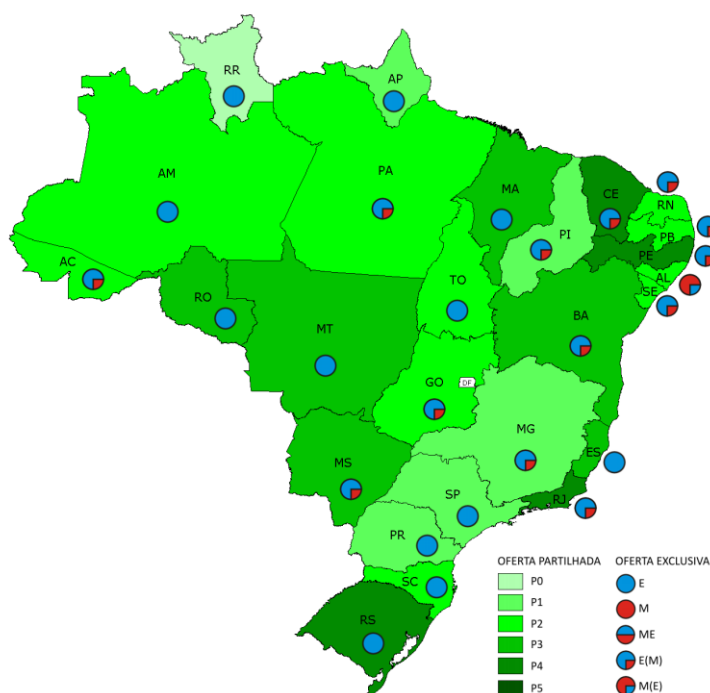 RR
AP
AM
PA
MA
CE
RN
PI
PB
PE
AC
TO
AL
SE
RO
BA
MT
GO
DF
MG
MS
ES
SP
RJ
PR
SC
RS
OFERTA PARTILHADA
P0
P1
P2
P3
P4
P5
OFERTA EXCLUSIVA
E
M
ME
E(M)
M(E)